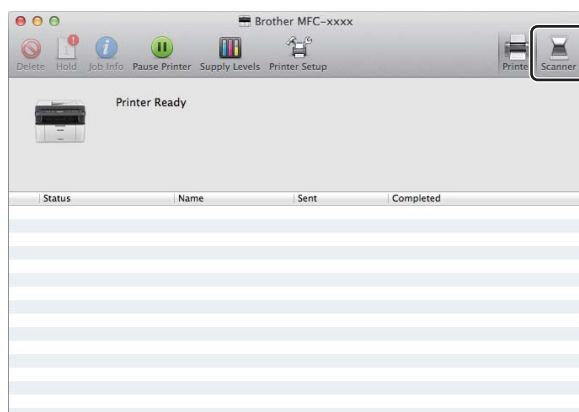 Brother MFC-xxxx
Delete Hold Job Info Pause Printer Supply Levels Printer Setup Printe Scanner
Printer Ready
Status Name Sent Completed